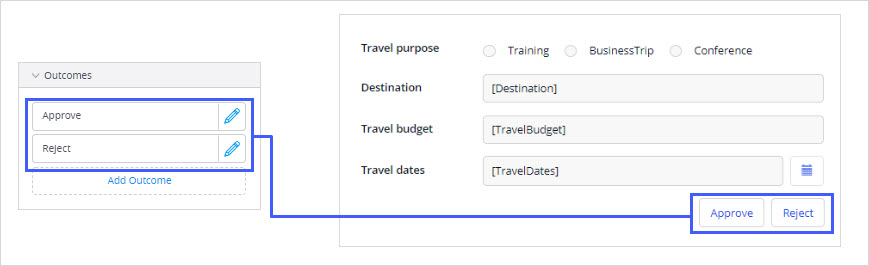 Outcomes
Approve
Reject
Add Outcome
Travel purpose Training BusinessTrip Conference
Destination [Destination]
Travel budget [TravelBudget]
Travel dates [TravelDates]
Approve Reject